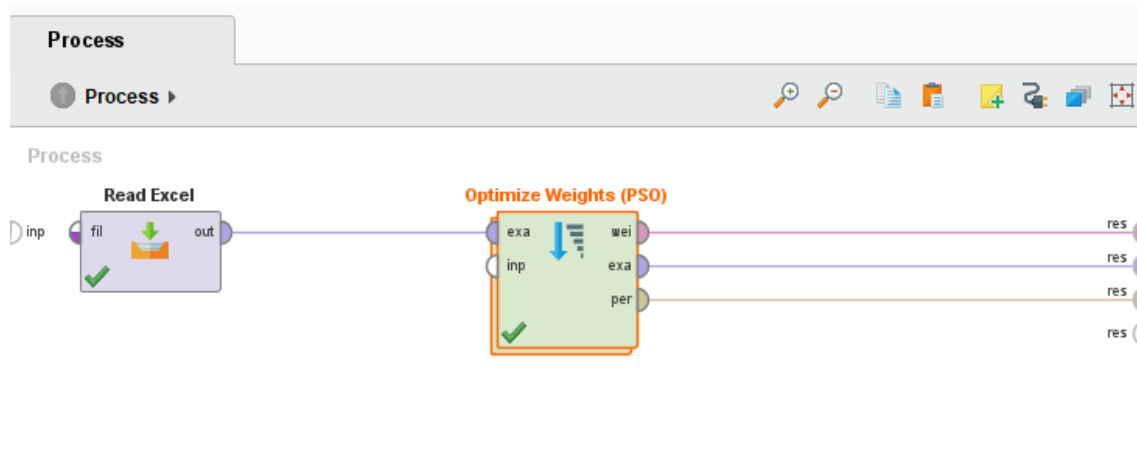 Process
Process
Process
Read Excel
Optimize Weights (PSO)
inp
fil
out
exa
wei
res
inp
exa
res
per
res
res